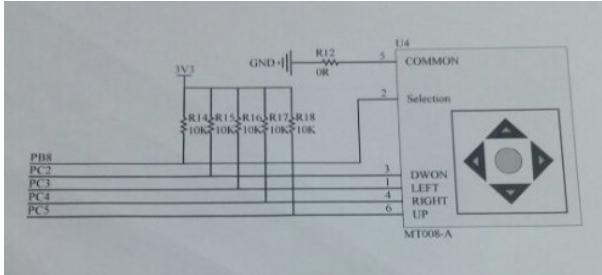 U4
GND
R12
0R
5
COMMON
3V3
2
Selection
R14 R15 R16 R17 R18
10K 10K 10K 10K 10K
PB8
PC2
3
DWON
PC3
1
LEFT
PC4
4
RIGHT
PC5
6
UP
MT008-A